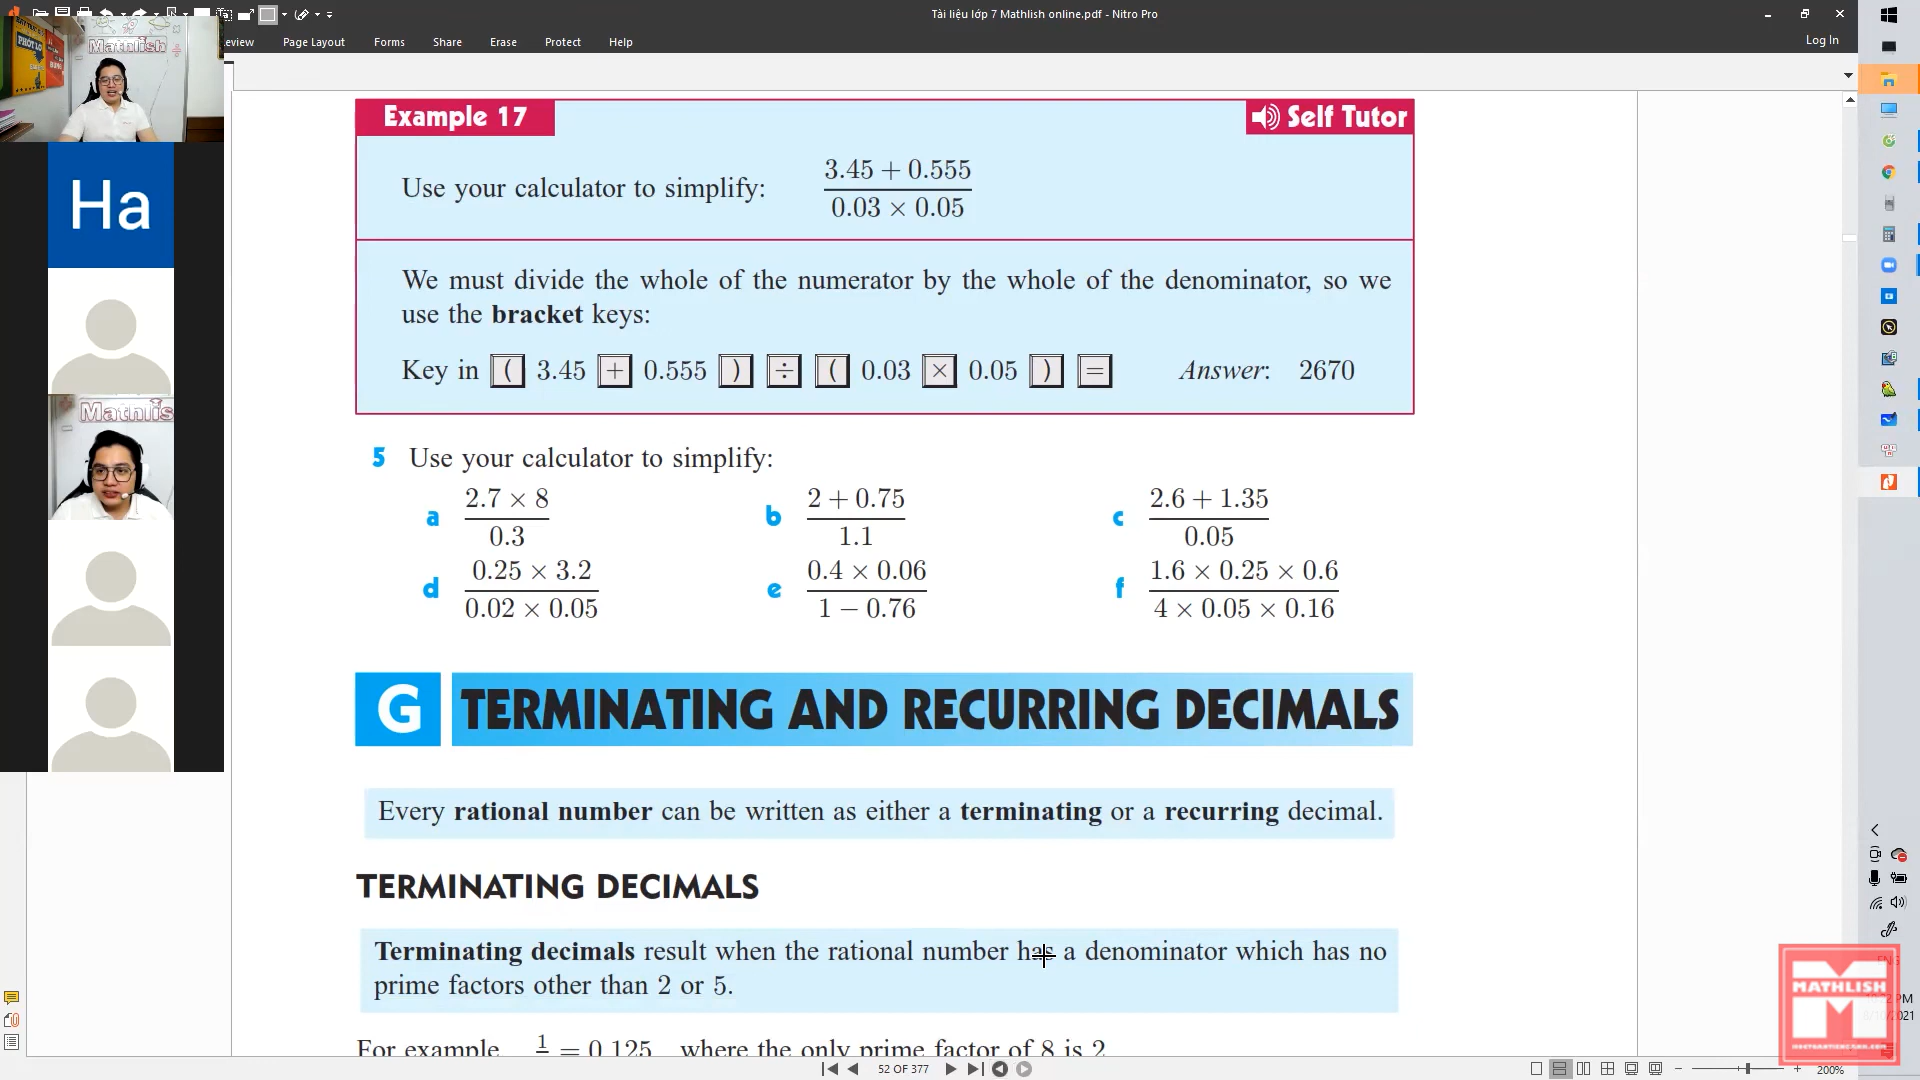 Tài liệu lớp 7 Mathlish online.pdf - Nitro Pro
Page Layout Forms Share Erase Protect Help
Log In
Mathlish
Ha
Example 17
Self Tutor
Use your calculator to simplify: (3.45 + 0.555)/(0.03 × 0.05)
We must divide the whole of the numerator by the whole of the denominator, so we
use the bracket keys:
Key in ( 3.45 + 0.555 ) ÷ ( 0.03 × 0.05 ) = Answer: 2670
5 Use your calculator to simplify:
a (2.7 × 8)/0.3 b (2 + 0.75)/1.1 c (2.6 + 1.35)/0.05
d (0.25 × 3.2)/(0.02 × 0.05) e (0.4 × 0.06)/(1 − 0.76) f (1.6 × 0.25 × 0.6)/(4 × 0.05 × 0.16)
G TERMINATING AND RECURRING DECIMALS
Every rational number can be written as either a terminating or a recurring decimal.
TERMINATING DECIMALS
Terminating decimals result when the rational number has a denominator which has no
prime factors other than 2 or 5.
For example 1 = 0.125 where the only prime factor of 8 is 2
52 OF 377
200%
MATHLISH